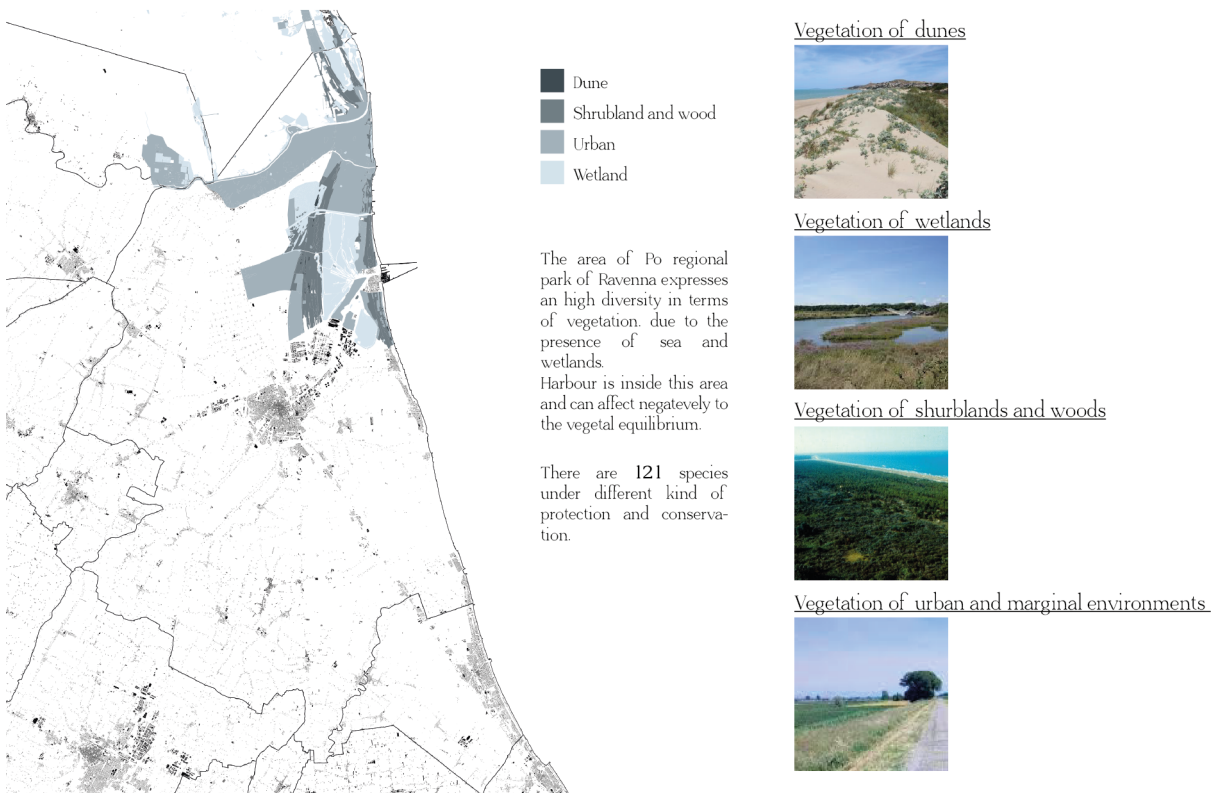 Dune
Shrubland and wood
Urban
Wetland
The area of Po regional
park of Ravenna expresses
an high diversity in terms
of vegetation. due to the
presence of sea and
wetlands.
Harbour is inside this area
and can affect negatevely to
the vegetal equilibrium.
There are 121 species
under different kind of
protection and conserva-
tion.
Vegetation of dunes
Vegetation of wetlands
Vegetation of shurblands and woods
Vegetation of urban and marginal environments